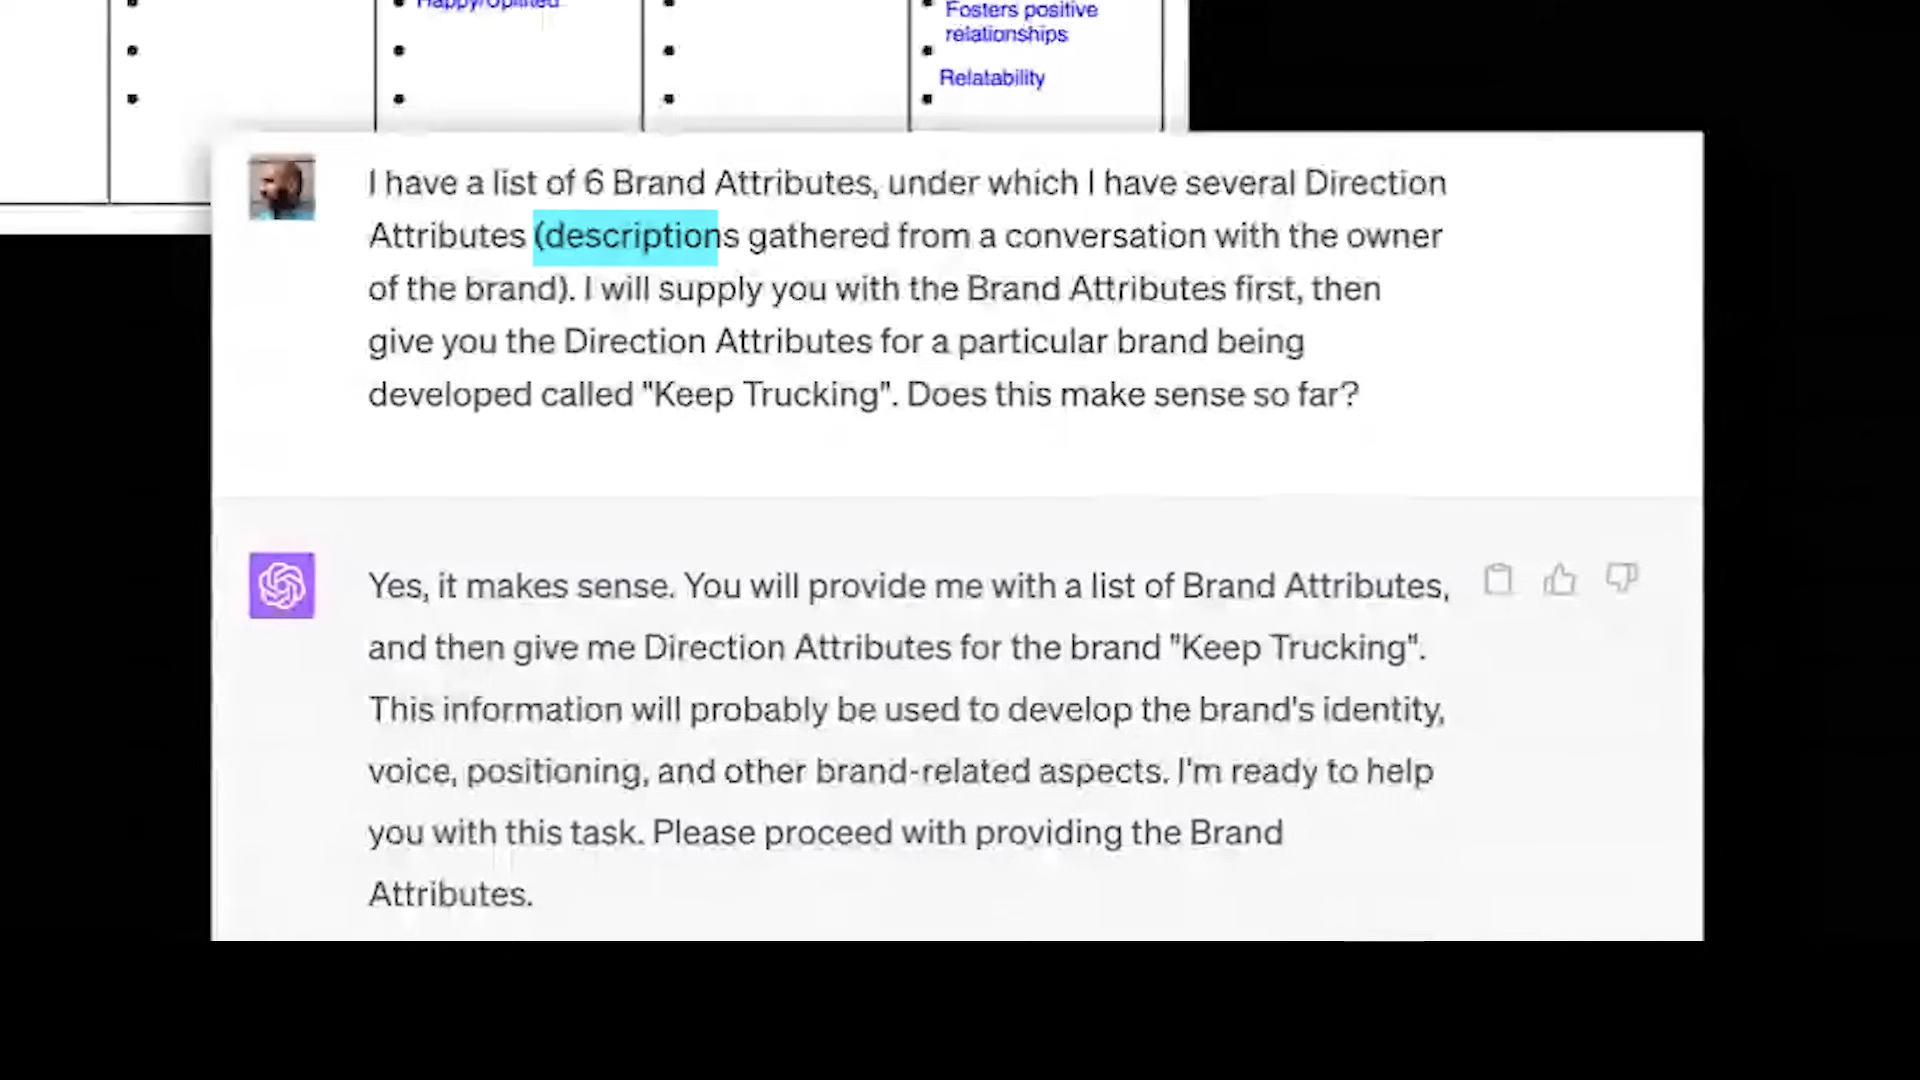 Happy/Uplifted
Fosters positive
relationships
Relatability
I have a list of 6 Brand Attributes, under which I have several Direction
Attributes (descriptions gathered from a conversation with the owner
of the brand). I will supply you with the Brand Attributes first, then
give you the Direction Attributes for a particular brand being
developed called "Keep Trucking". Does this make sense so far?
Yes, it makes sense. You will provide me with a list of Brand Attributes,
and then give me Direction Attributes for the brand "Keep Trucking".
This information will probably be used to develop the brand's identity,
voice, positioning, and other brand-related aspects. I'm ready to help
you with this task. Please proceed with providing the Brand
Attributes.